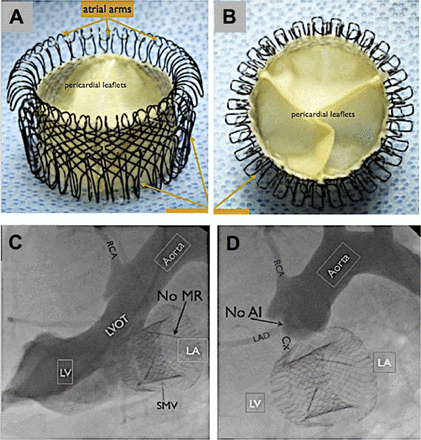 A
atrial arms
pericardial leaflets
B
pericardial leaflets
C
RCA
Aorta
No MR
LVOT
LA
LV
SMV
D
RCA
Aorta
No AI
LAD
Cx
LA
LV